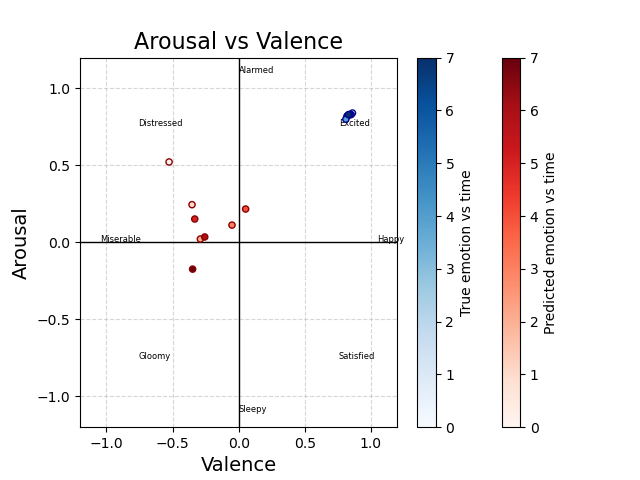 Arousal vs Valence
Alarmed
Distressed
Excited
Miserable
Happy
Gloomy
Satisfied
Sleepy
1.0
0.5
0.0
−0.5
−1.0
Arousal
−1.0 −0.5 0.0 0.5 1.0
Valence
7
6
5
4
3
2
1
0
True emotion vs time
7
6
5
4
3
2
1
0
Predicted emotion vs time